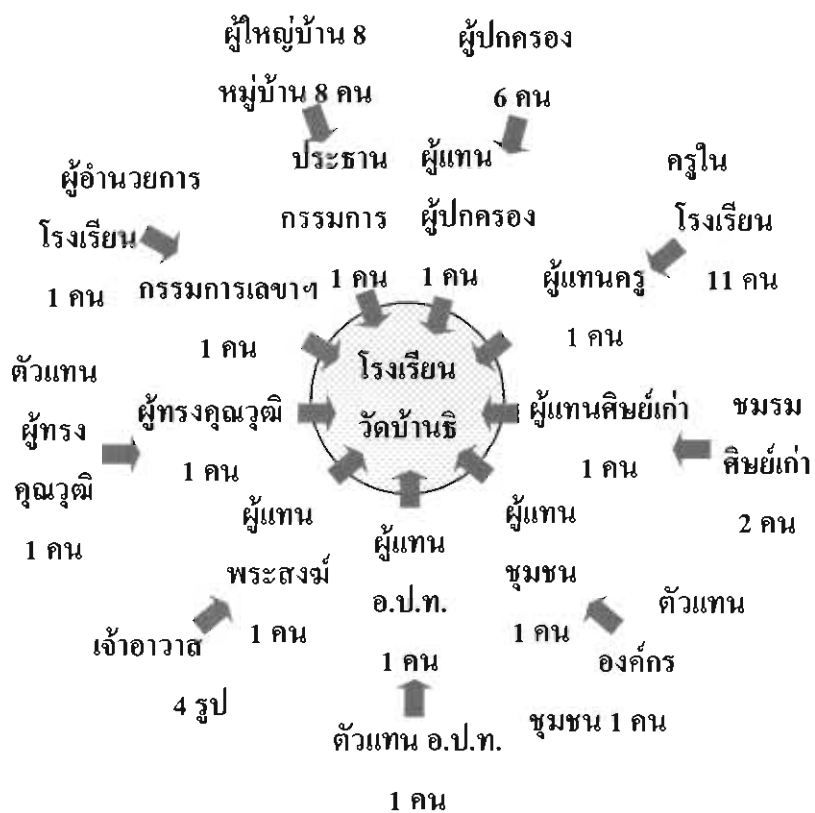 ผู้ใหญ่บ้าน 8
หมู่บ้าน 8 คน
ผู้ปกครอง
6 คน
ประธาน
กรรมการ
1 คน
ผู้แทน
ผู้ปกครอง
1 คน
ผู้อำนวยการ
โรงเรียน
1 คน
กรรมการเลขาฯ
1 คน
ครูใน
โรงเรียน
11 คน
ผู้แทนครู
1 คน
โรงเรียน
วัดบ้านธิ
ตัวแทน
ผู้ทรง
คุณวุฒิ
1 คน
ผู้ทรงคุณวุฒิ
1 คน
ผู้แทนศิษย์เก่า
1 คน
ชมรม
ศิษย์เก่า
2 คน
ผู้แทน
พระสงฆ์
1 คน
เจ้าอาวาส
4 รูป
ผู้แทน
อ.ป.ท.
1 คน
ตัวแทน อ.ป.ท.
1 คน
ผู้แทน
ชุมชน
1 คน
ตัวแทน
องค์กร
ชุมชน 1 คน